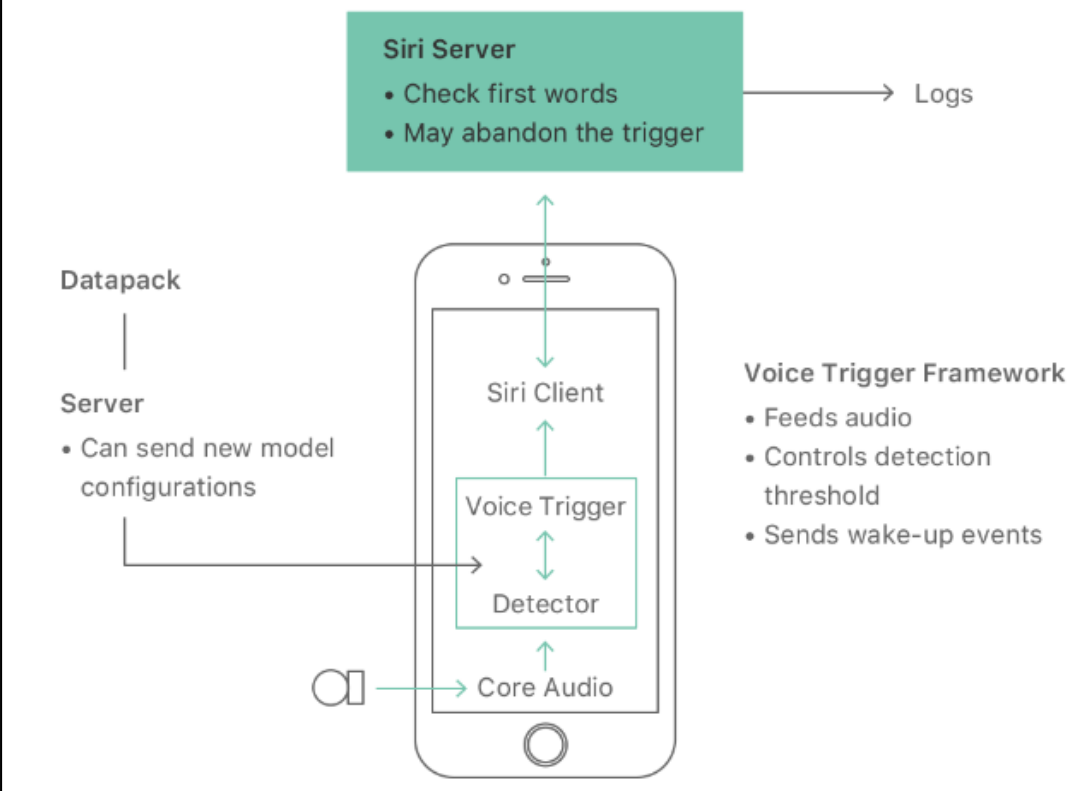 Siri Server
• Check first words
• May abandon the trigger
Logs
Datapack
Server
• Can send new model
configurations
Siri Client
Voice Trigger
Detector
Core Audio
Voice Trigger Framework
• Feeds audio
• Controls detection
threshold
• Sends wake-up events